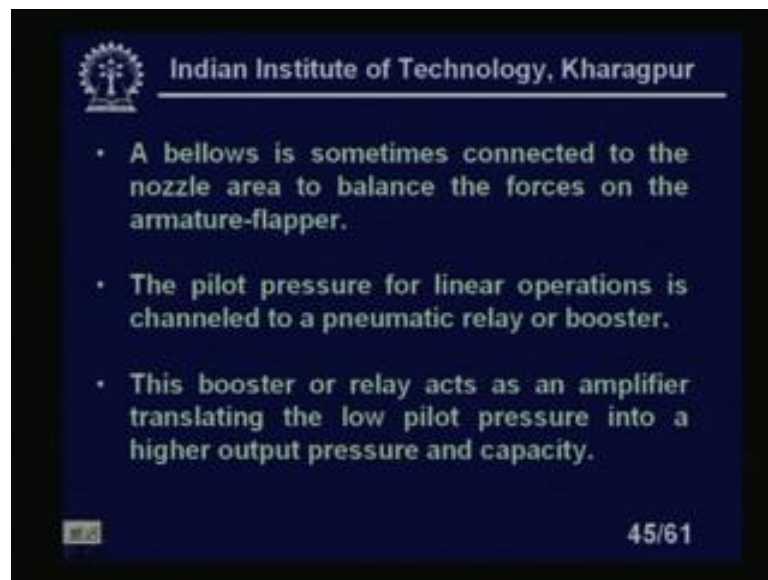 Indian Institute of Technology, Kharagpur
• A bellows is sometimes connected to the
nozzle area to balance the forces on the
armature-flapper.
• The pilot pressure for linear operations is
channeled to a pneumatic relay or booster.
• This booster or relay acts as an amplifier
translating the low pilot pressure into a
higher output pressure and capacity.
45/61